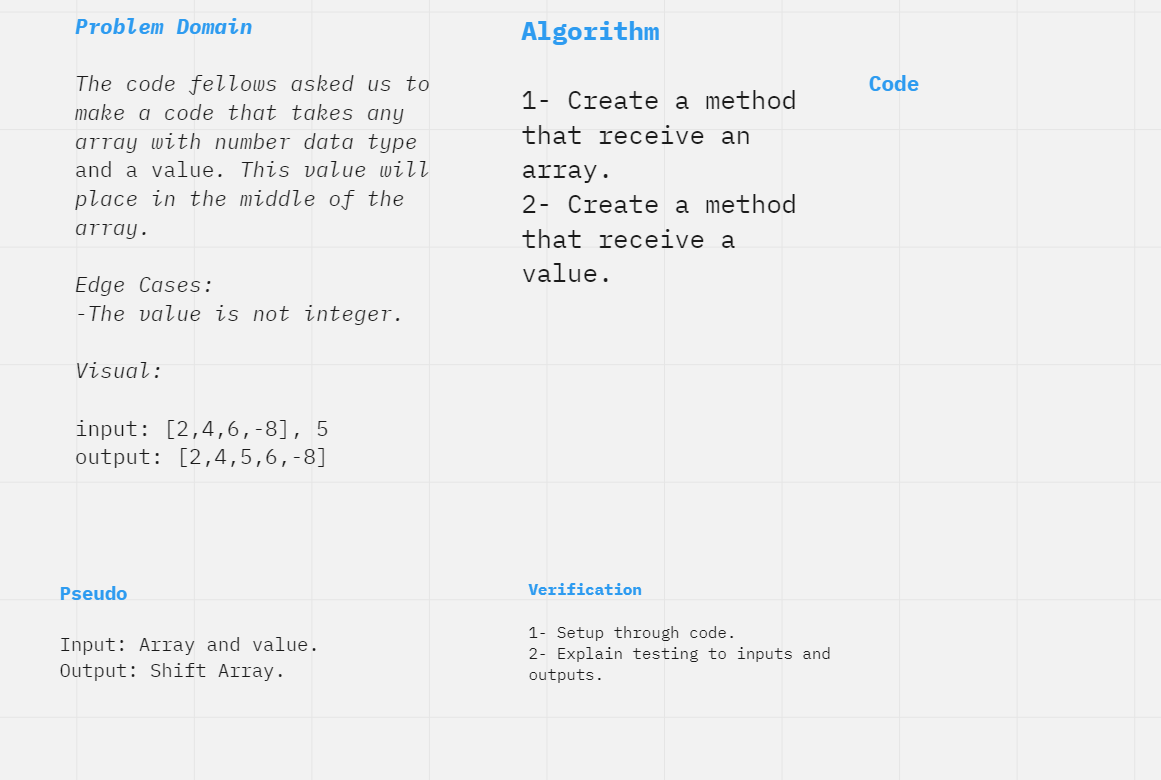 Problem Domain
The code fellows asked us to
make a code that takes any
array with number data type
and a value. This value will
place in the middle of the
array.
Edge Cases:
-The value is not integer.
Visual:
input: [2,4,6,-8], 5
output: [2,4,5,6,-8]
Algorithm
1- Create a method
that receive an
array.
2- Create a method
that receive a
value.
Code
Pseudo
Input: Array and value.
Output: Shift Array.
Verification
1- Setup through code.
2- Explain testing to inputs and
outputs.